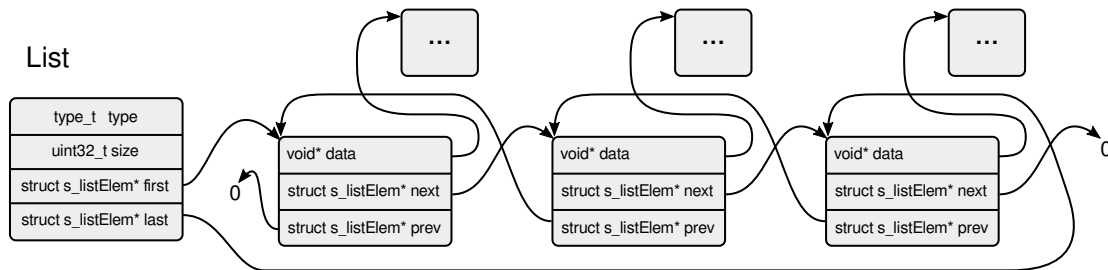 ...
...
...
List
type_t type
uint32_t size
struct s_listElem* first
struct s_listElem* last
0
void* data
struct s_listElem* next
struct s_listElem* prev
void* data
struct s_listElem* next
struct s_listElem* prev
void* data
struct s_listElem* next
struct s_listElem* prev
0